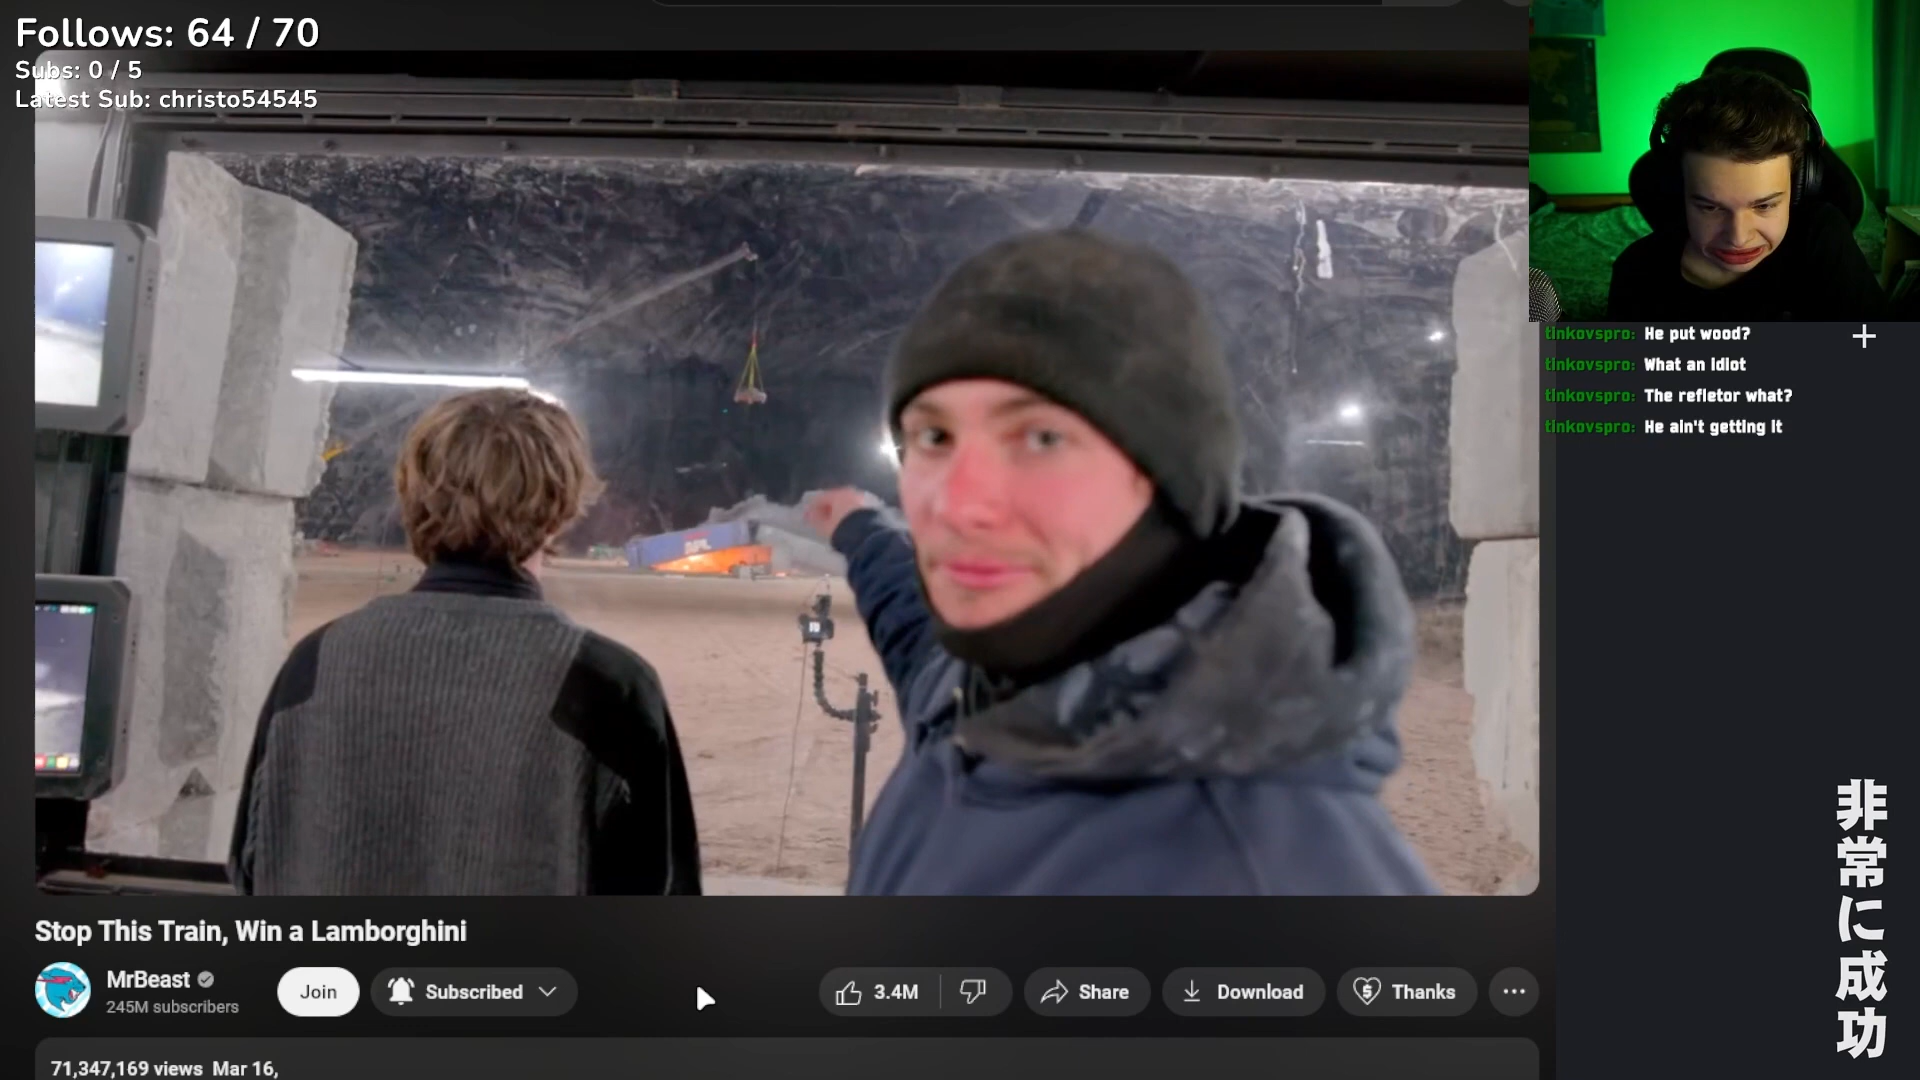 Follows: 64 / 70
Subs: 0 / 5
Latest Sub: christo54545
tinkovspro: He put wood?
tinkovspro: What an idiot
tinkovspro: The refletor what?
tinkovspro: He ain't getting it
非常に成功
Stop This Train, Win a Lamborghini
MrBeast
245M subscribers
Join
Subscribed
3.4M
Share
Download
Thanks
71,347,169 views Mar 16,